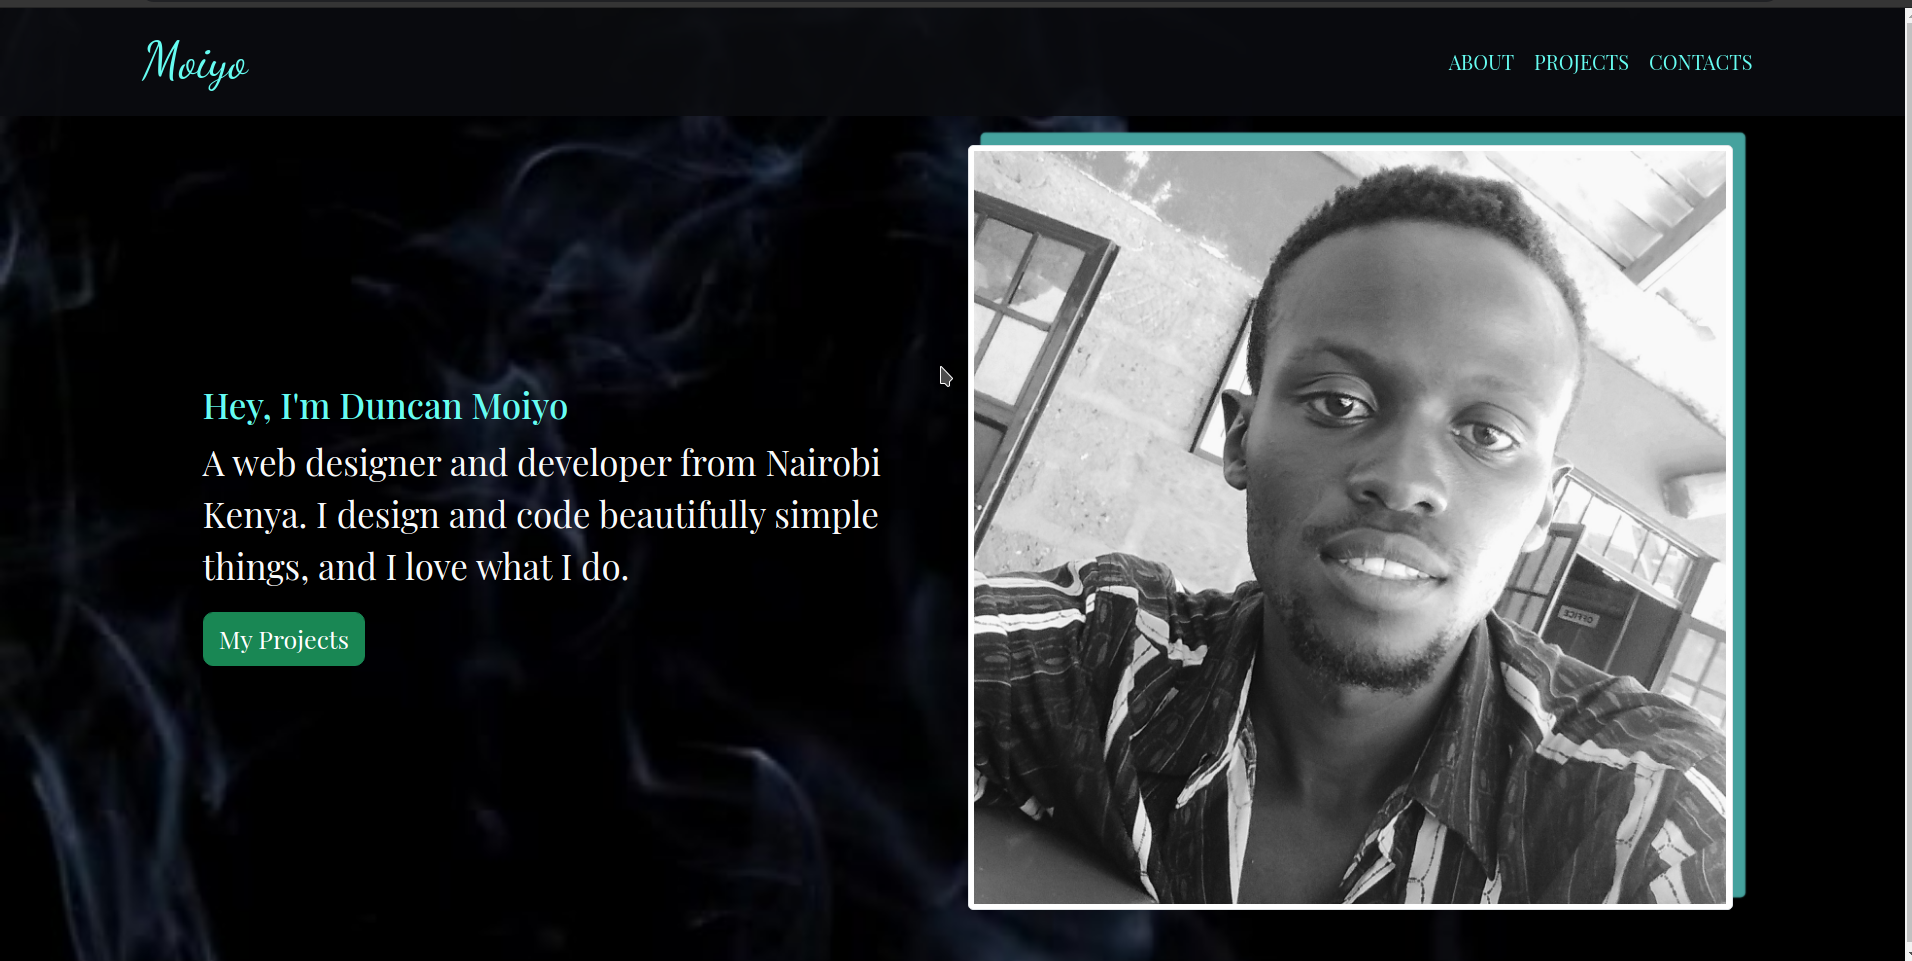 Moiyo
ABOUT PROJECTS CONTACTS
Hey, I'm Duncan Moiyo
A web designer and developer from Nairobi
Kenya. I design and code beautifully simple
things, and I love what I do.
My Projects
OFFICE